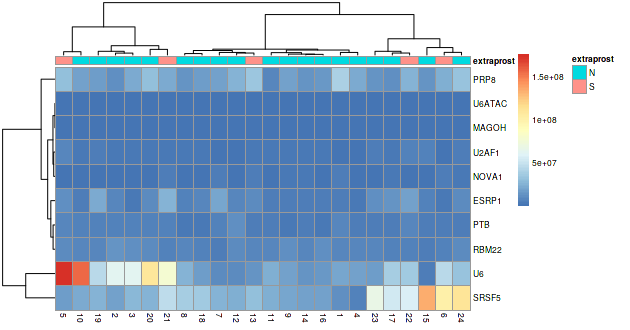 extraprost
extraprost
N
S
PRP8
U6ATAC
MAGOH
U2AF1
NOVA1
ESRP1
PTB
RBM22
U6
SRSF5
1.5e+08
1e+08
5e+07
5 10 19 2 3 20 21 8 18 7 12 13 11 9 14 16 1 4 23 17 22 15 6 24